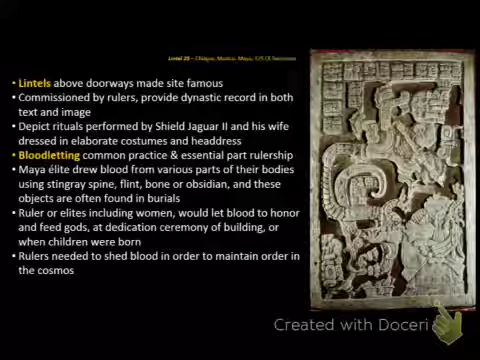 Lintel 25 – Chiapas, Mexico, Maya, 725 CE limestone
• Lintels above doorways made site famous
• Commissioned by rulers, provide dynastic record in both
text and image
• Depict rituals performed by Shield Jaguar II and his wife
dressed in elaborate costumes and headdress
• Bloodletting common practice & essential part rulership
• Maya élite drew blood from various parts of their bodies
using stingray spine, flint, bone or obsidian, and these
objects are often found in burials
• Ruler or elites including women, would let blood to honor
and feed gods, at dedication ceremony of building, or
when children were born
• Rulers needed to shed blood in order to maintain order in
the cosmos
Created with Doceri